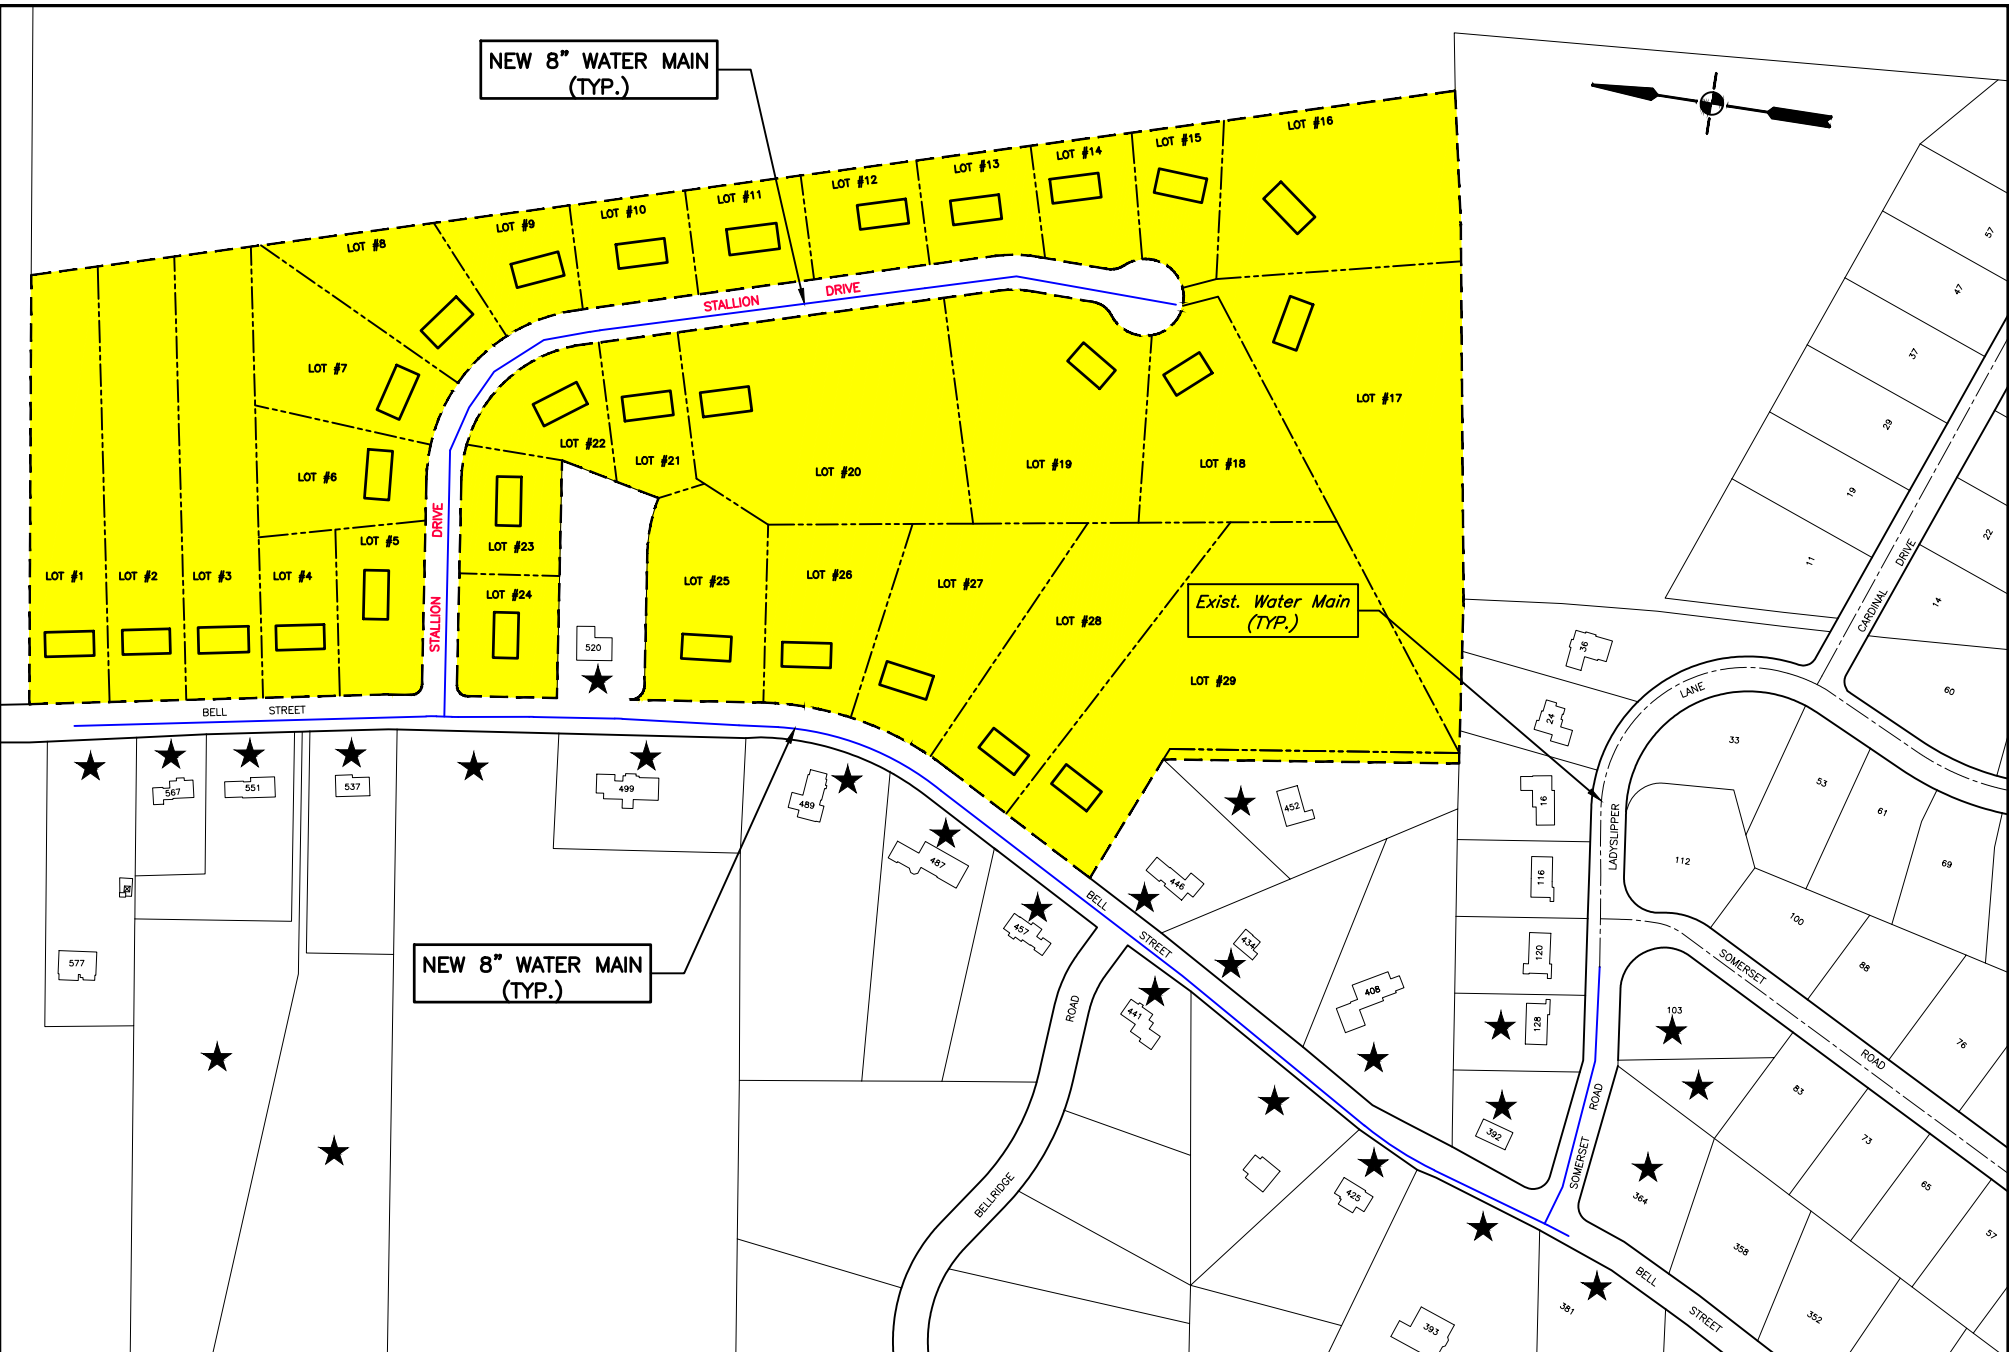 NEW 8" WATER MAIN
(TYP.)
LOT #16
LOT #15
LOT #14
LOT #13
LOT #12
LOT #11
LOT #10
LOT #9
LOT #8
STALLION DRIVE
LOT #7
LOT #6
LOT #5
LOT #1
LOT #2
LOT #3
LOT #4
STALLION DRIVE
LOT #22
LOT #21
LOT #20
LOT #19
LOT #18
LOT #17
LOT #23
LOT #24
LOT #25
LOT #26
LOT #27
LOT #28
LOT #29
Exist. Water Main
(TYP.)
520
BELL STREET
567
551
537
499
489
487
457
577
NEW 8" WATER MAIN
(TYP.)
452
446
434
441
408
BELL STREET
BELLRIDGE ROAD
425
393
392
381
57
47
37
29
19
11
CARDINAL DRIVE
22
14
60
36
24
LADYSLIPPER LANE
33
53
61
69
16
116
120
128
112
100
88
76
SOMERSET ROAD
103
83
73
65
57
SOMERSET ROAD
364
358
352
BELL STREET